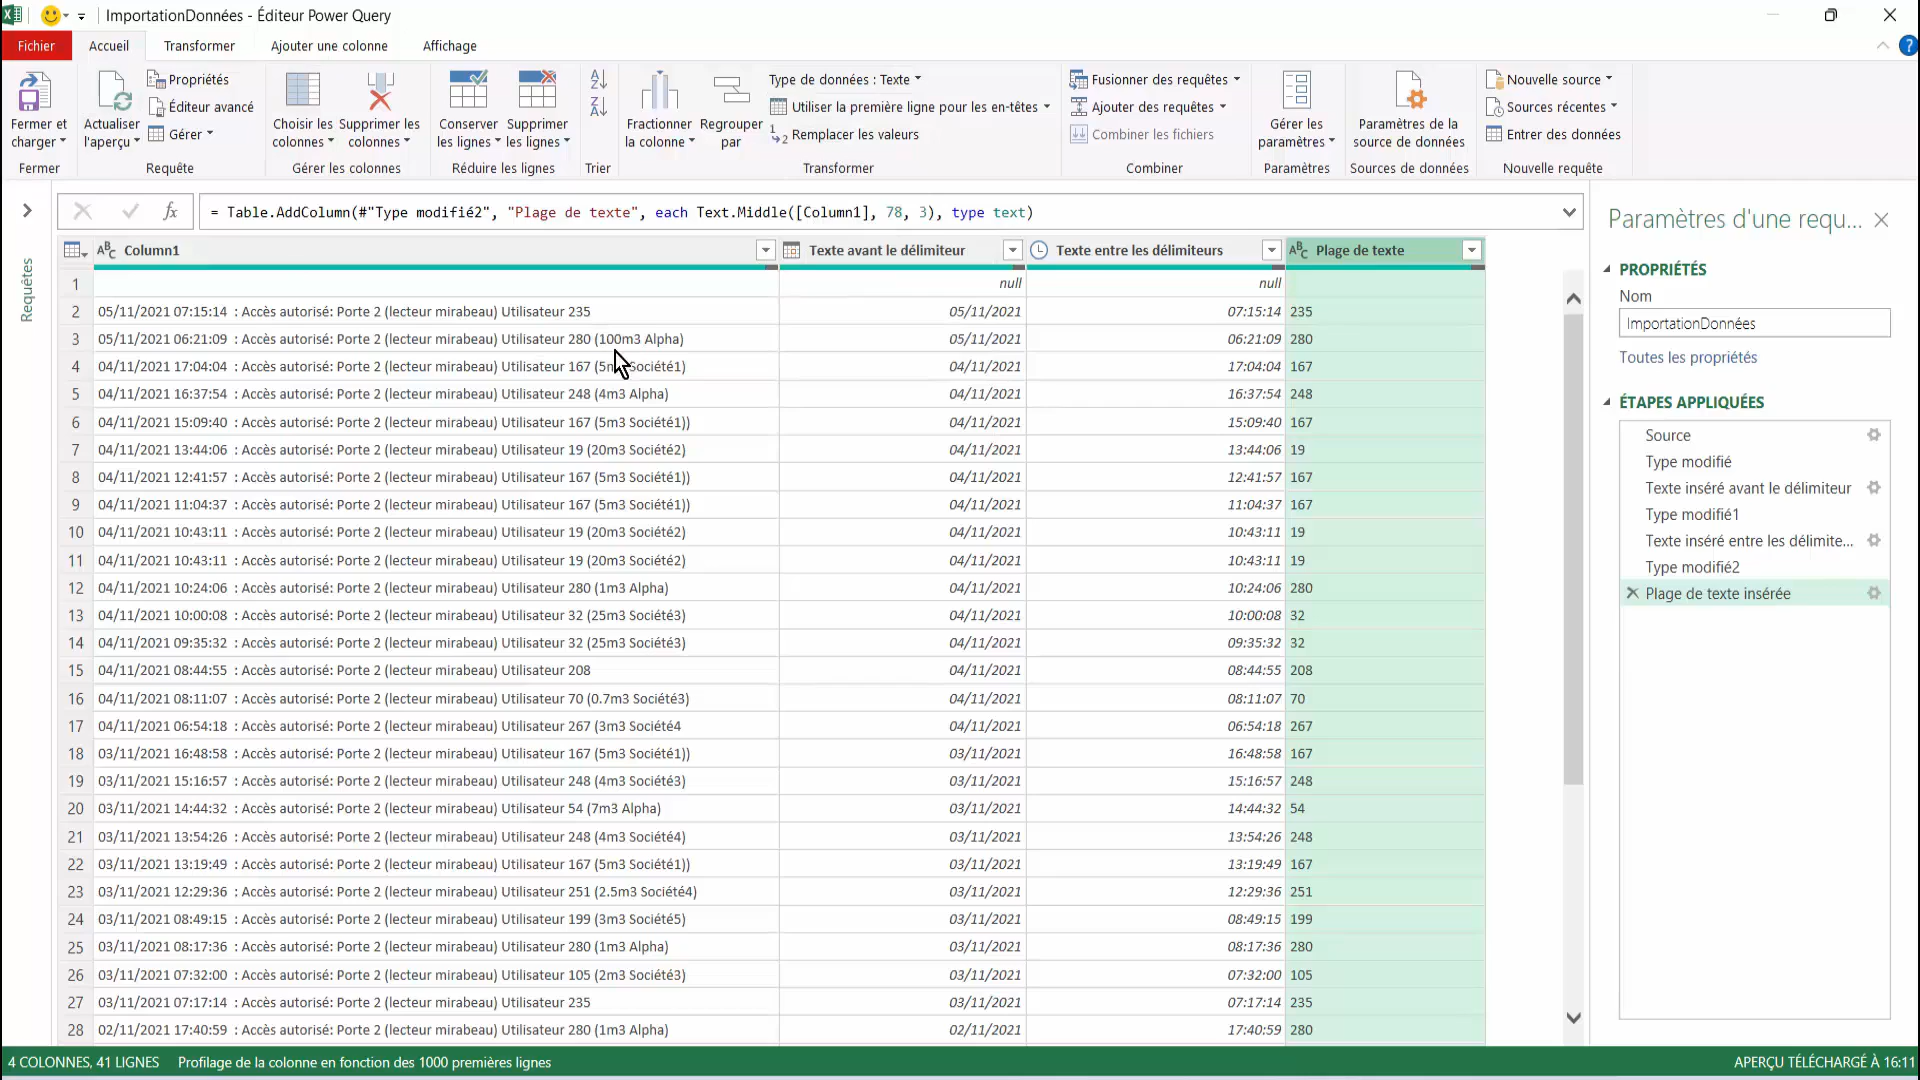 ImportationDonnées - Éditeur Power Query
Fichier Accueil Transformer Ajouter une colonne Affichage
Fermer et charger
Fermer
Actualiser l'aperçu
Propriétés
Éditeur avancé
Gérer
Requête
Choisir les colonnes
Supprimer les colonnes
Gérer les colonnes
Conserver les lignes
Supprimer les lignes
Réduire les lignes
Trier
Fractionner la colonne
Regrouper par
Type de données : Texte
Utiliser la première ligne pour les en-têtes
Remplacer les valeurs
Transformer
Fusionner des requêtes
Ajouter des requêtes
Combiner les fichiers
Combiner
Gérer les paramètres
Paramètres
Paramètres de la source de données
Sources de données
Nouvelle source
Sources récentes
Entrer des données
Nouvelle requête
Requêtes
= Table.AddColumn(#"Type modifié2", "Plage de texte", each Text.Middle([Column1], 78, 3), type text)
Column1 Texte avant le délimiteur Texte entre les délimiteurs Plage de texte
1 null null
2 05/11/2021 07:15:14 : Accès autorisé: Porte 2 (lecteur mirabeau) Utilisateur 235 05/11/2021 07:15:14 235
3 05/11/2021 06:21:09 : Accès autorisé: Porte 2 (lecteur mirabeau) Utilisateur 280 (100m3 Alpha) 05/11/2021 06:21:09 280
4 04/11/2021 17:04:04 : Accès autorisé: Porte 2 (lecteur mirabeau) Utilisateur 167 (5m Société1) 04/11/2021 17:04:04 167
5 04/11/2021 16:37:54 : Accès autorisé: Porte 2 (lecteur mirabeau) Utilisateur 248 (4m3 Alpha) 04/11/2021 16:37:54 248
6 04/11/2021 15:09:40 : Accès autorisé: Porte 2 (lecteur mirabeau) Utilisateur 167 (5m3 Société1)) 04/11/2021 15:09:40 167
7 04/11/2021 13:44:06 : Accès autorisé: Porte 2 (lecteur mirabeau) Utilisateur 19 (20m3 Société2) 04/11/2021 13:44:06 19
8 04/11/2021 12:41:57 : Accès autorisé: Porte 2 (lecteur mirabeau) Utilisateur 167 (5m3 Société1)) 04/11/2021 12:41:57 167
9 04/11/2021 11:04:37 : Accès autorisé: Porte 2 (lecteur mirabeau) Utilisateur 167 (5m3 Société1)) 04/11/2021 11:04:37 167
10 04/11/2021 10:43:11 : Accès autorisé: Porte 2 (lecteur mirabeau) Utilisateur 19 (20m3 Société2) 04/11/2021 10:43:11 19
11 04/11/2021 10:43:11 : Accès autorisé: Porte 2 (lecteur mirabeau) Utilisateur 19 (20m3 Société2) 04/11/2021 10:43:11 19
12 04/11/2021 10:24:06 : Accès autorisé: Porte 2 (lecteur mirabeau) Utilisateur 280 (1m3 Alpha) 04/11/2021 10:24:06 280
13 04/11/2021 10:00:08 : Accès autorisé: Porte 2 (lecteur mirabeau) Utilisateur 32 (25m3 Société3) 04/11/2021 10:00:08 32
14 04/11/2021 09:35:32 : Accès autorisé: Porte 2 (lecteur mirabeau) Utilisateur 32 (25m3 Société3) 04/11/2021 09:35:32 32
15 04/11/2021 08:44:55 : Accès autorisé: Porte 2 (lecteur mirabeau) Utilisateur 208 04/11/2021 08:44:55 208
16 04/11/2021 08:11:07 : Accès autorisé: Porte 2 (lecteur mirabeau) Utilisateur 70 (0.7m3 Société3) 04/11/2021 08:11:07 70
17 04/11/2021 06:54:18 : Accès autorisé: Porte 2 (lecteur mirabeau) Utilisateur 267 (3m3 Société4 04/11/2021 06:54:18 267
18 03/11/2021 16:48:58 : Accès autorisé: Porte 2 (lecteur mirabeau) Utilisateur 167 (5m3 Société1)) 03/11/2021 16:48:58 167
19 03/11/2021 15:16:57 : Accès autorisé: Porte 2 (lecteur mirabeau) Utilisateur 248 (4m3 Société3) 03/11/2021 15:16:57 248
20 03/11/2021 14:44:32 : Accès autorisé: Porte 2 (lecteur mirabeau) Utilisateur 54 (7m3 Alpha) 03/11/2021 14:44:32 54
21 03/11/2021 13:54:26 : Accès autorisé: Porte 2 (lecteur mirabeau) Utilisateur 248 (4m3 Société4) 03/11/2021 13:54:26 248
22 03/11/2021 13:19:49 : Accès autorisé: Porte 2 (lecteur mirabeau) Utilisateur 167 (5m3 Société1)) 03/11/2021 13:19:49 167
23 03/11/2021 12:29:36 : Accès autorisé: Porte 2 (lecteur mirabeau) Utilisateur 251 (2.5m3 Société4) 03/11/2021 12:29:36 251
24 03/11/2021 08:49:15 : Accès autorisé: Porte 2 (lecteur mirabeau) Utilisateur 199 (3m3 Société5) 03/11/2021 08:49:15 199
25 03/11/2021 08:17:36 : Accès autorisé: Porte 2 (lecteur mirabeau) Utilisateur 280 (1m3 Alpha) 03/11/2021 08:17:36 280
26 03/11/2021 07:32:00 : Accès autorisé: Porte 2 (lecteur mirabeau) Utilisateur 105 (2m3 Société3) 03/11/2021 07:32:00 105
27 03/11/2021 07:17:14 : Accès autorisé: Porte 2 (lecteur mirabeau) Utilisateur 235 03/11/2021 07:17:14 235
28 02/11/2021 17:40:59 : Accès autorisé: Porte 2 (lecteur mirabeau) Utilisateur 280 (1m3 Alpha) 02/11/2021 17:40:59 280
Paramètres d'une requ...
PROPRIÉTÉS
Nom
ImportationDonnées
Toutes les propriétés
ÉTAPES APPLIQUÉES
Source
Type modifié
Texte inséré avant le délimiteur
Type modifié1
Texte inséré entre les délimite...
Type modifié2
Plage de texte insérée
4 COLONNES, 41 LIGNES Profilage de la colonne en fonction des 1000 premières lignes APERÇU TÉLÉCHARGÉ À 16:11